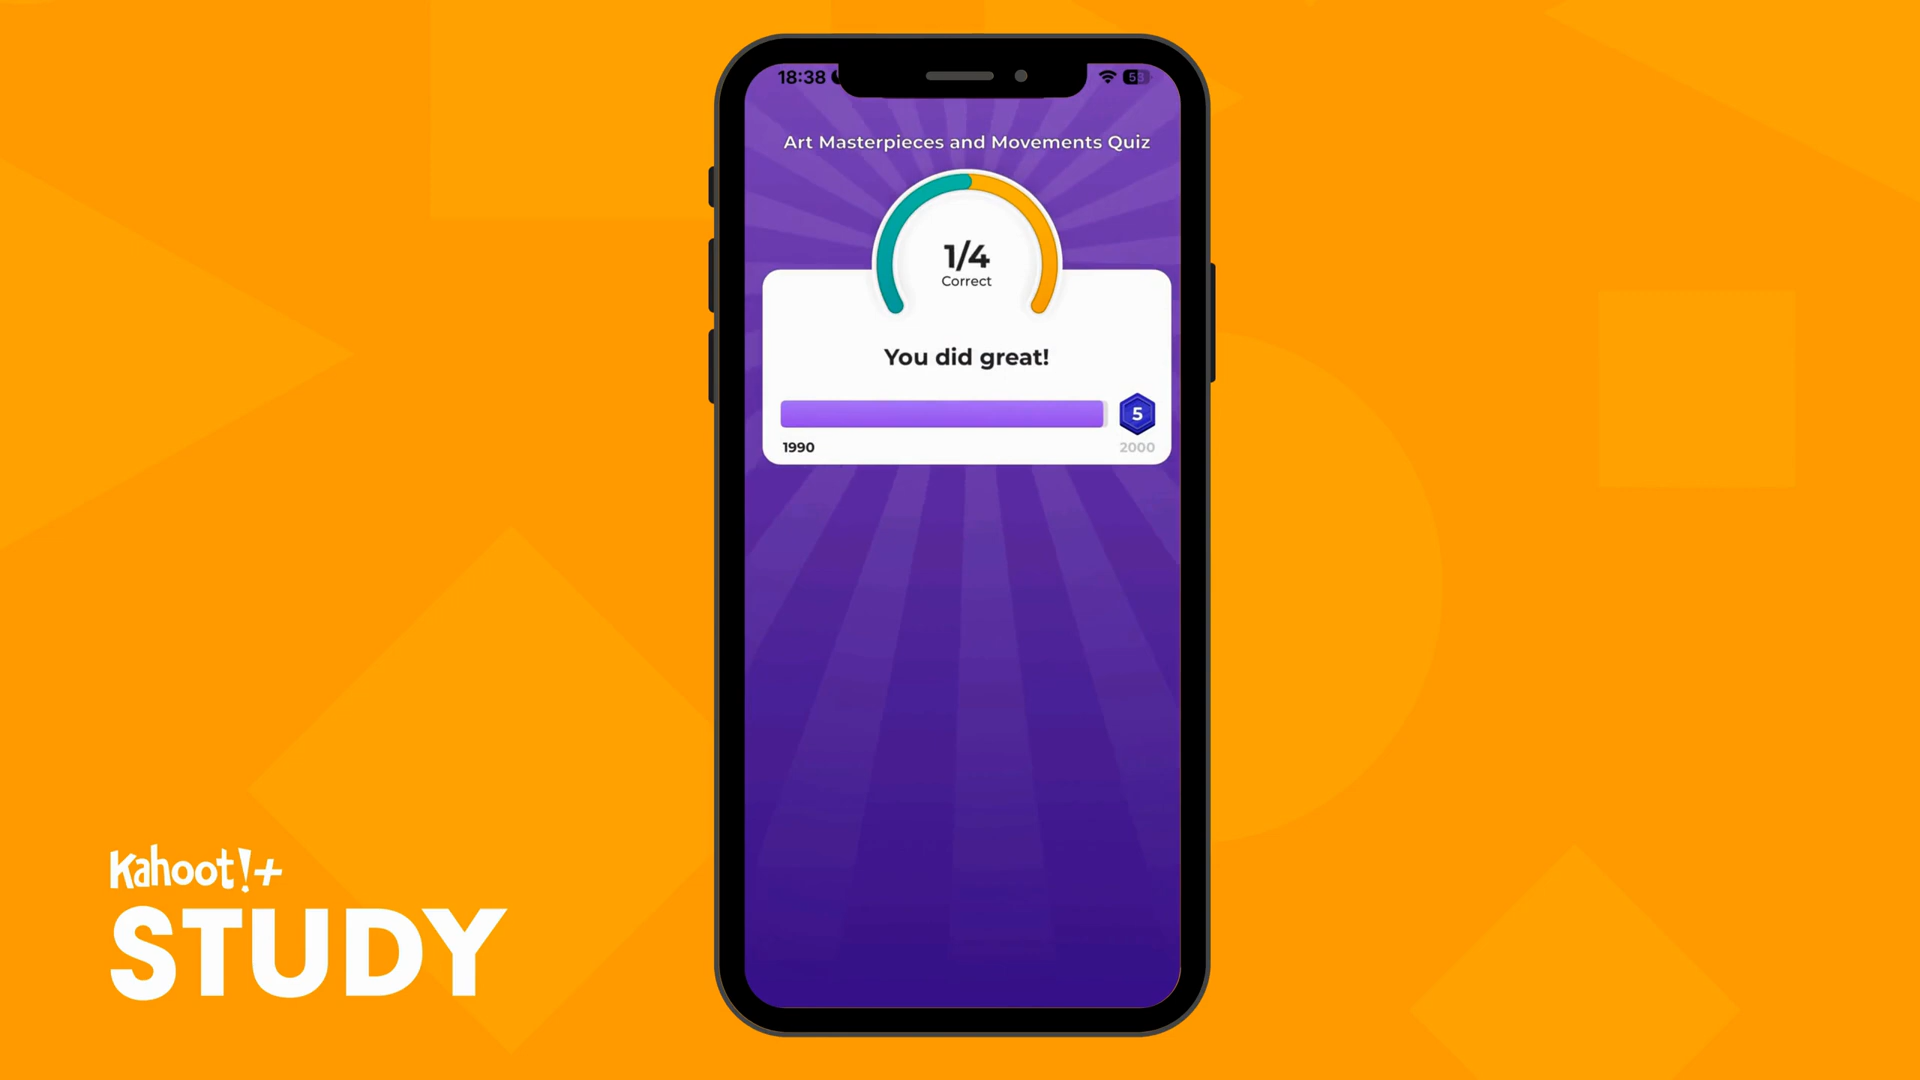 18:38
Art Masterpieces and Movements Quiz
1/4
Correct
You did great!
5
1990
2000
Kahoot!+
STUDY